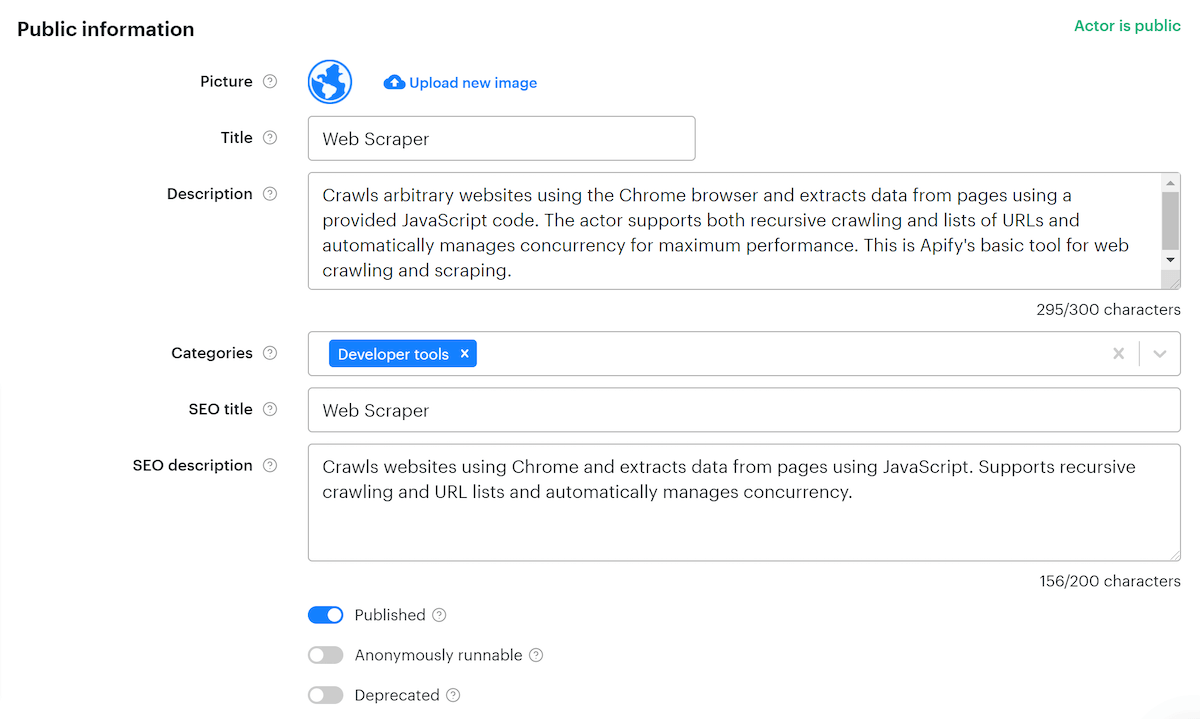 Public information
Actor is public
Picture
Upload new image
Title
Web Scraper
Description
Crawls arbitrary websites using the Chrome browser and extracts data from pages using a
provided JavaScript code. The actor supports both recursive crawling and lists of URLs and
automatically manages concurrency for maximum performance. This is Apify's basic tool for web
crawling and scraping.
295/300 characters
Categories
Developer tools
SEO title
Web Scraper
SEO description
Crawls websites using Chrome and extracts data from pages using JavaScript. Supports recursive
crawling and URL lists and automatically manages concurrency.
156/200 characters
Published
Anonymously runnable
Deprecated